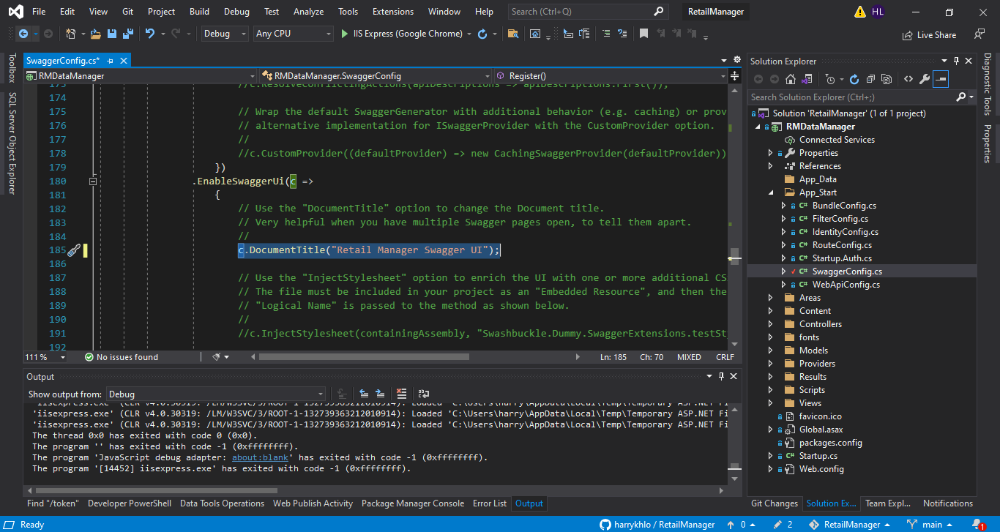 File Edit View Git Project Build Debug Test Analyze Tools Extensions Window Help Search (Ctrl+Q) RetailManager HL
Debug Any CPU IIS Express (Google Chrome) Live Share
Toolbox
SQL Server Object Explorer
SwaggerConfig.cs*
RMDataManager RMDataManager.SwaggerConfig Register()
173 //c.ResolveConflictingActions(apiDescriptions => apiDescriptions.First());
174
175 // Wrap the default SwaggerGenerator with additional behavior (e.g. caching) or prov
176 // alternative implementation for ISwaggerProvider with the CustomProvider option.
177 //
178 //c.CustomProvider((defaultProvider) => new CachingSwaggerProvider(defaultProvider))
179 })
180 .EnableSwaggerUi(c =>
181 {
182 // Use the "DocumentTitle" option to change the Document title.
183 // Very helpful when you have multiple Swagger pages open, to tell them apart.
184 //
185 c.DocumentTitle("Retail Manager Swagger UI");
186
187 // Use the "InjectStylesheet" option to enrich the UI with one or more additional CS
188 // The file must be included in your project as an "Embedded Resource", and then the
189 // "Logical Name" is passed to the method as shown below.
190 //
191 //c.InjectStylesheet(containingAssembly, "Swashbuckle.Dummy.SwaggerExtensions.testSt
192
111 % No issues found Ln: 185 Ch: 70 MIXED CRLF
Output
Show output from: Debug
'iisexpress.exe' (CLR v4.0.30319: /LM/W3SVC/3/ROOT-1-132739363212010914): Loaded 'C:\Users\harry\AppData\Local\Temp\Temporary ASP.NET Fi
'iisexpress.exe' (CLR v4.0.30319: /LM/W3SVC/3/ROOT-1-132739363212010914): Loaded 'C:\Users\harry\AppData\Local\Temp\Temporary ASP.NET Fi
'iisexpress.exe' (CLR v4.0.30319: /LM/W3SVC/3/ROOT-1-132739363212010914): Loaded 'C:\Users\harry\AppData\Local\Temp\Temporary ASP.NET Fi
The thread 0x0 has exited with code 0 (0x0).
The program '' has exited with code -1 (0xffffffff).
The program 'JavaScript debug adapter: about:blank' has exited with code -1 (0xffffffff).
The program '[14452] iisexpress.exe' has exited with code -1 (0xffffffff).
Find "/token" Developer PowerShell Data Tools Operations Web Publish Activity Package Manager Console Error List Output
Solution Explorer
Search Solution Explorer (Ctrl+;)
Solution 'RetailManager' (1 of 1 project)
RMDataManager
Connected Services
Properties
References
App_Data
App_Start
C# BundleConfig.cs
C# FilterConfig.cs
C# IdentityConfig.cs
C# RouteConfig.cs
C# Startup.Auth.cs
C# SwaggerConfig.cs
C# WebApiConfig.cs
Areas
Content
Controllers
fonts
Models
Providers
Results
Scripts
Views
favicon.ico
Global.asax
packages.config
C# Startup.cs
Web.config
Git Changes Solution Ex... Team Expl... Notifications
Diagnostic Tools
Properties
Ready harrykhlo / RetailManager 0 2 RetailManager main 1